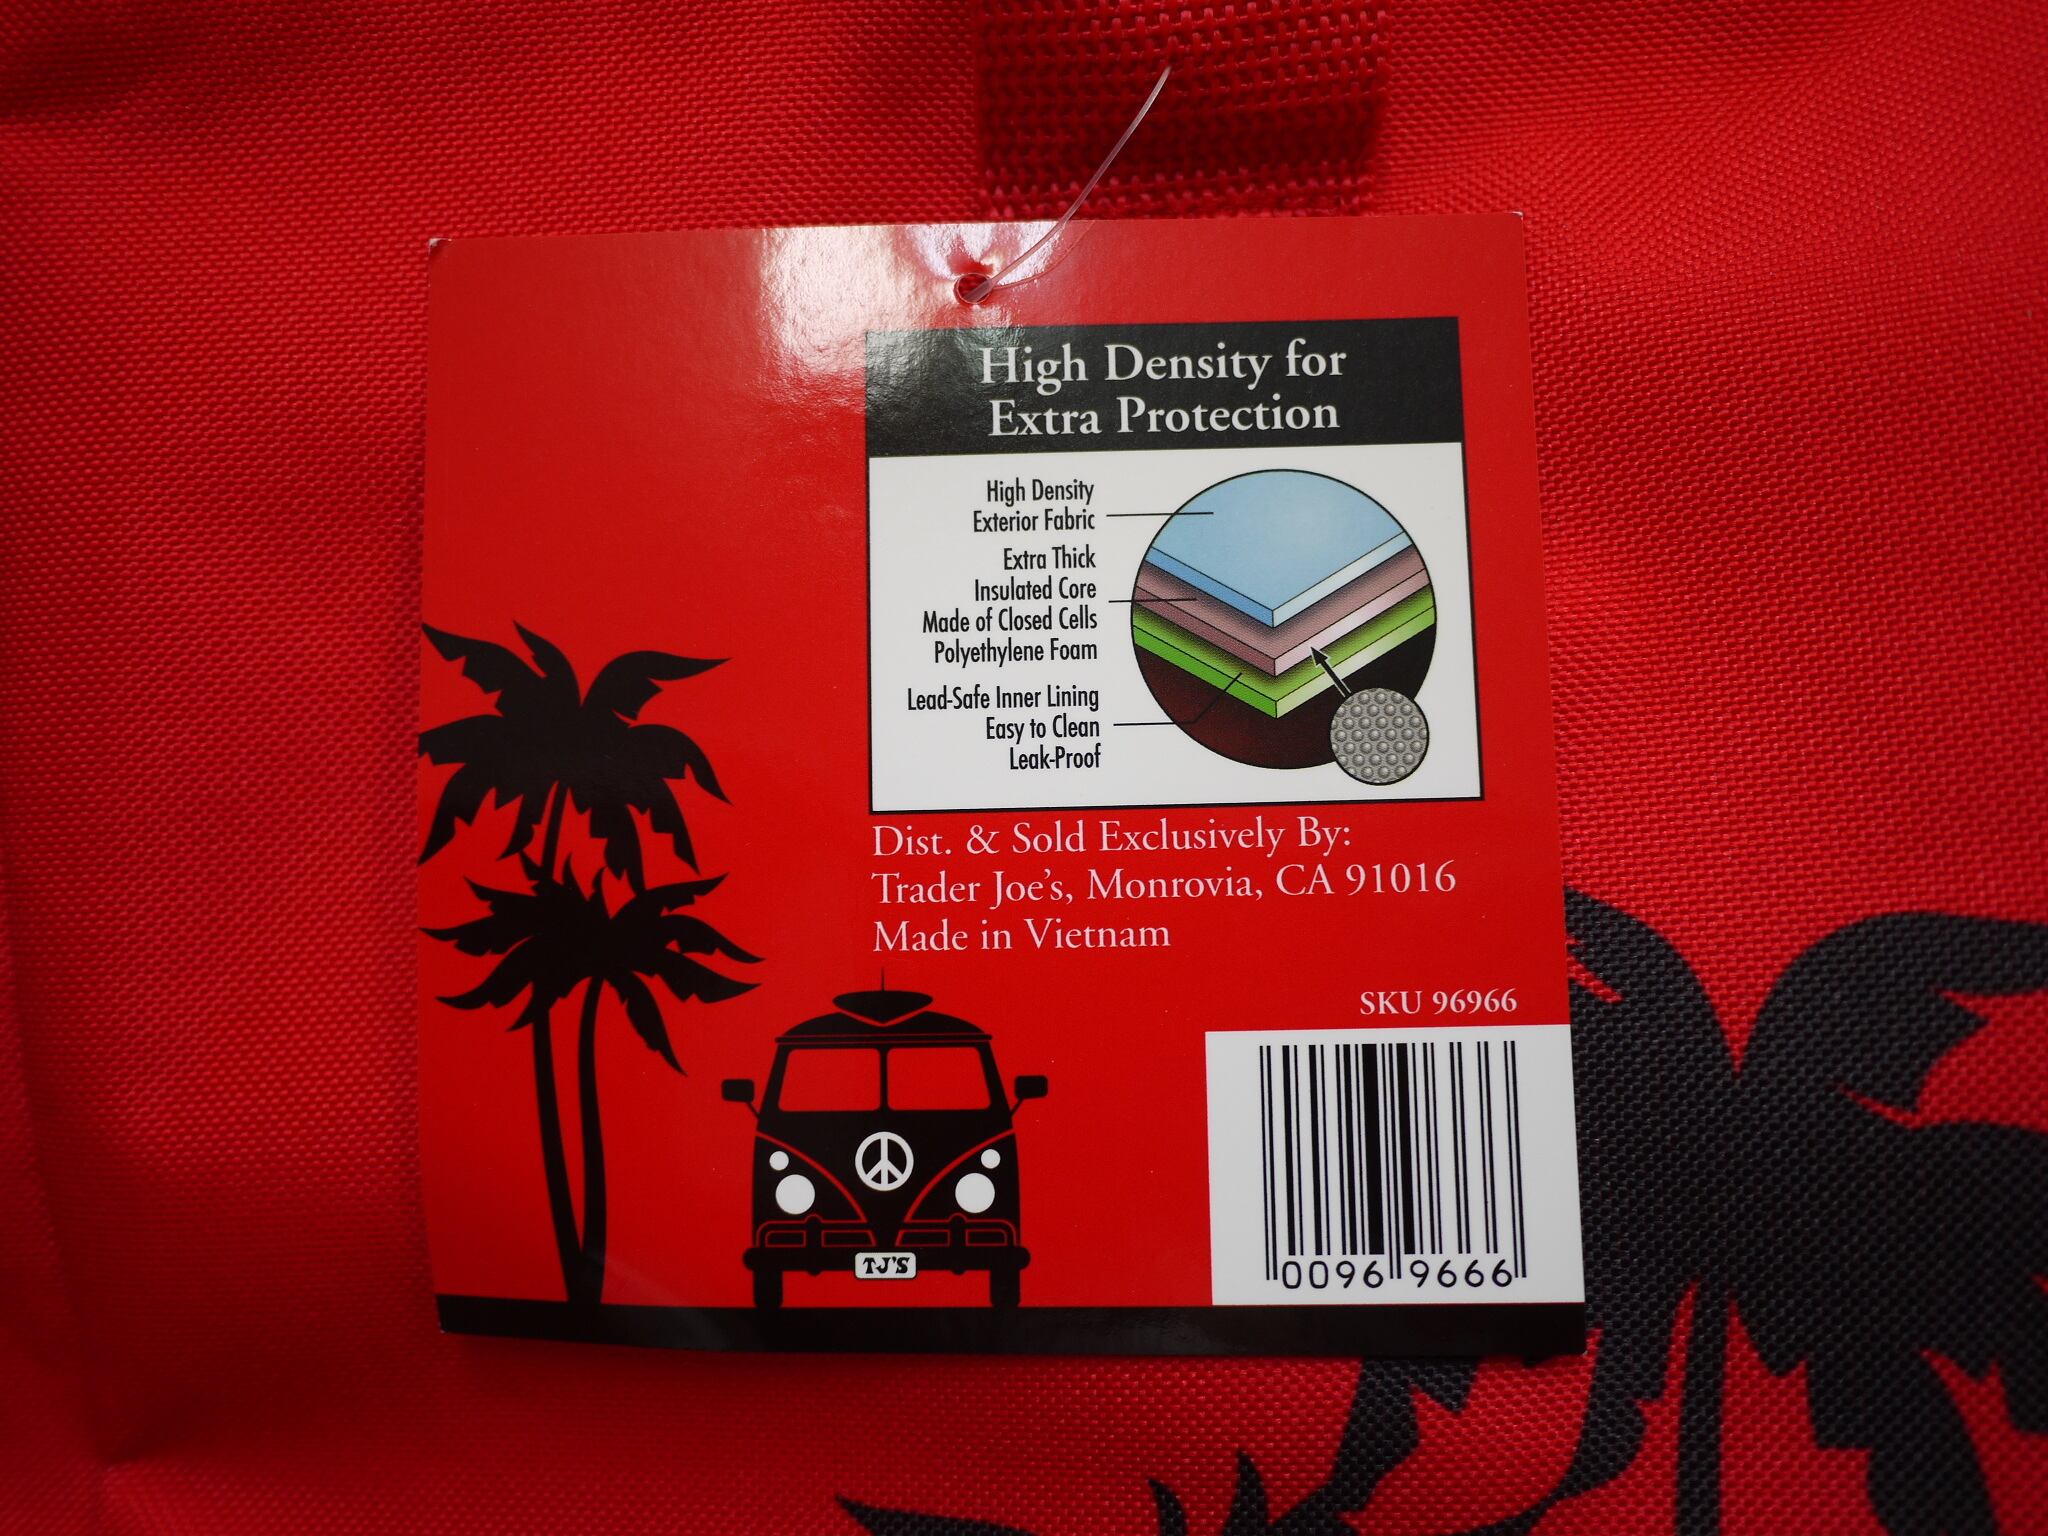 High Density for
Extra Protection
High Density
Exterior Fabric
Extra Thick
Insulated Core
Made of Closed Cells
Polyethylene Foam
Lead-Safe Inner Lining
Easy to Clean
Leak-Proof
Dist. & Sold Exclusively By:
Trader Joe's, Monrovia, CA 91016
Made in Vietnam
SKU 96966
TJ'S
0096 9666